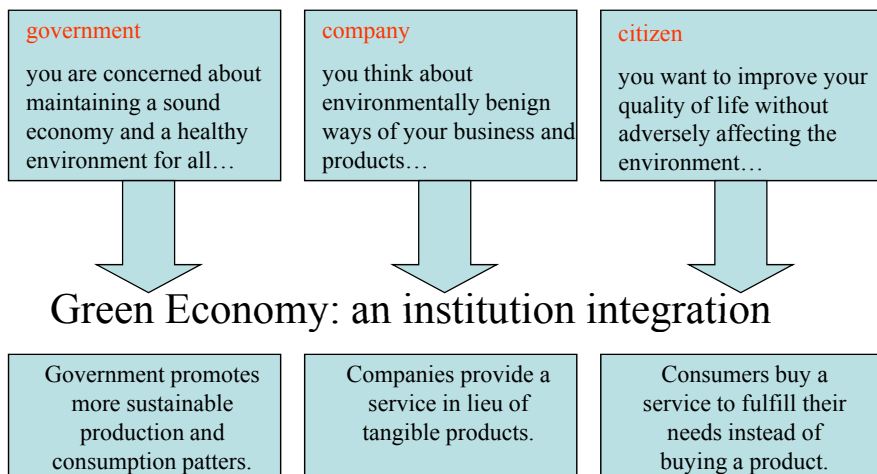 government
you are concerned about
maintaining a sound
economy and a healthy
environment for all…
company
you think about
environmentally benign
ways of your business and
products…
citizen
you want to improve your
quality of life without
adversely affecting the
environment…
Green Economy: an institution integration
Government promotes
more sustainable
production and
consumption patters.
Companies provide a
service in lieu of
tangible products.
Consumers buy a
service to fulfill their
needs instead of
buying a product.